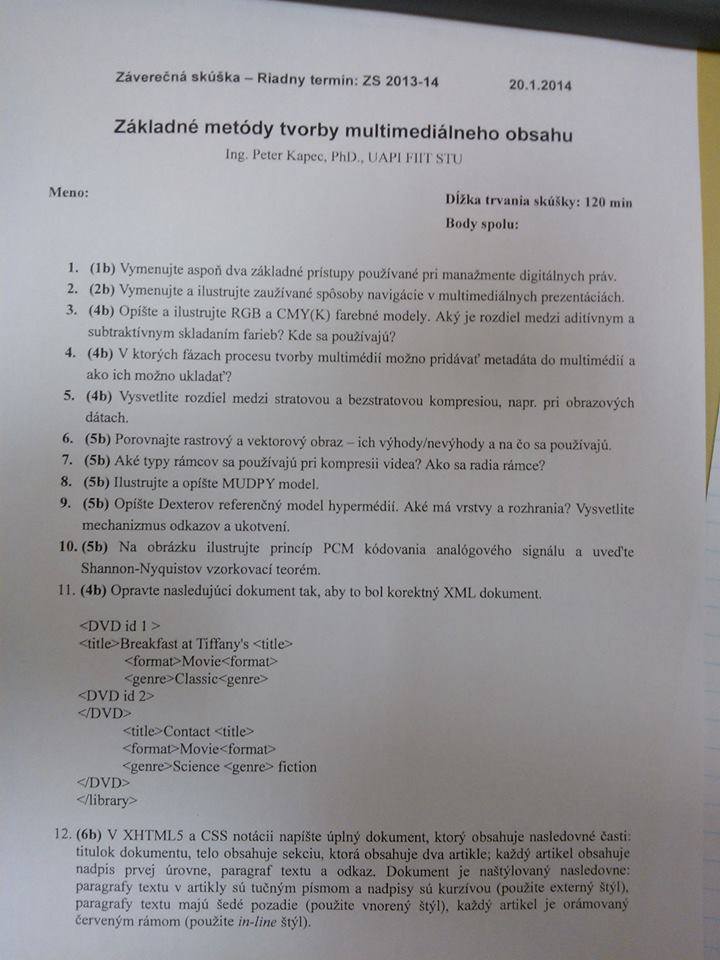 Záverečná skúška – Riadny termín: ZS 2013-14 20.1.2014
Základné metódy tvorby multimediálneho obsahu
Ing. Peter Kapec, PhD., UAPI FIIT STU
Meno:
Dĺžka trvania skúšky: 120 min
Body spolu:
1. (1b) Vymenujte aspoň dva základné prístupy používané pri manažmente digitálnych práv.
2. (2b) Vymenujte a ilustrujte zaužívané spôsoby navigácie v multimediálnych prezentáciách.
3. (4b) Opíšte a ilustrujte RGB a CMY(K) farebné modely. Aký je rozdiel medzi aditívnym a
subtraktívnym skladaním farieb? Kde sa používajú?
4. (4b) V ktorých fázach procesu tvorby multimédií možno pridávať metadáta do multimédií a
ako ich možno ukladať?
5. (4b) Vysvetlite rozdiel medzi stratovou a bezstratovou kompresiou, napr. pri obrazových
dátach.
6. (5b) Porovnajte rastrový a vektorový obraz – ich výhody/nevýhody a na čo sa používajú.
7. (5b) Aké typy rámcov sa používajú pri kompresii videa? Ako sa radia rámce?
8. (5b) Ilustrujte a opíšte MUDPY model.
9. (5b) Opíšte Dexterov referenčný model hypermédií. Aké má vrstvy a rozhrania? Vysvetlite
mechanizmus odkazov a ukotvení.
10. (5b) Na obrázku ilustrujte princíp PCM kódovania analógového signálu a uveďte
Shannon-Nyquistov vzorkovací teorém.
11. (4b) Opravte nasledujúci dokument tak, aby to bol korektný XML dokument.
<DVD id 1 >
<title>Breakfast at Tiffany's <title>
<format>Movie<format>
<genre>Classic<genre>
<DVD id 2>
</DVD>
<title>Contact <title>
<format>Movie<format>
<genre>Science <genre> fiction
</DVD>
</library>
12. (6b) V XHTML5 a CSS notácii napíšte úplný dokument, ktorý obsahuje nasledovné časti:
titulok dokumentu, telo obsahuje sekciu, ktorá obsahuje dva artikle; každý artikel obsahuje
nadpis prvej úrovne, paragraf textu a odkaz. Dokument je naštýlovaný nasledovne:
paragrafy textu v artikly sú tučným písmom a nadpisy sú kurzívou (použite externý štýl),
paragrafy textu majú šedé pozadie (použite vnorený štýl), každý artikel je orámovaný
červeným rámom (použite in-line štýl).